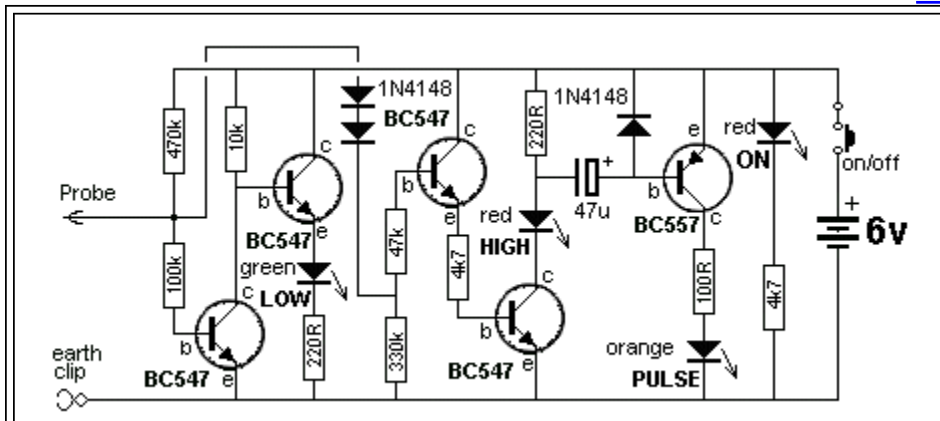 1N4148
BC547
470k
10k
c
b
e
BC547
Probe
100k
green
LOW
c
b
e
BC547
220R
earth
clip
47k
c
b
e
4k7
330k
220R
1N4148
+
47u
red
HIGH
c
b
e
BC547
e
b
c
BC557
100R
orange
PULSE
red
ON
4k7
on/off
+
6v